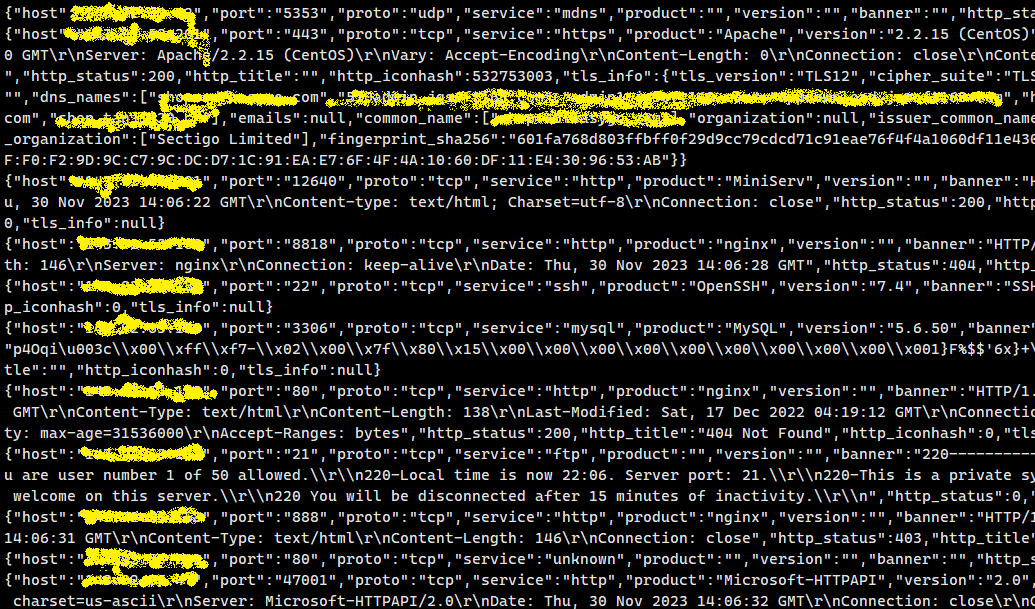 {"host" ,"port":"5353","proto":"udp","service":"mdns","product":"","version":"","banner":"","http_sta
{"host" ,"port":"443","proto":"tcp","service":"https","product":"Apache","version":"2.2.15 (CentOS)"
0 GMT\r\nServer: Apache/2.2.15 (CentOS)\r\nVary: Accept-Encoding\r\nContent-Length: 0\r\nConnection: close\r\nConte
","http_status":200,"http_title":"","http_iconhash":532753003,"tls_info":{"tls_version":"TLS12","cipher_suite":"TLS
"","dns_names":[" .com","
com"," ],"emails":null,"common_name":[ "organization":null,"issuer_common_name
_organization":["Sectigo Limited"],"fingerprint_sha256":"601fa768d803ffbff0f29d9cc79cdcd71c91eae76f4f4a1060df11e430
F:F0:F2:9D:9C:C7:9C:DC:D7:1C:91:EA:E7:6F:4F:4A:10:60:DF:11:E4:30:96:53:AB"}}
{"host" ,"port":"12640","proto":"tcp","service":"http","product":"MiniServ","version":"","banner":"H
u, 30 Nov 2023 14:06:22 GMT\r\nContent-type: text/html; Charset=utf-8\r\nConnection: close","http_status":200,"http
0,"tls_info":null}
{"host": ,"port":"8818","proto":"tcp","service":"http","product":"nginx","version":"","banner":"HTTP/
th: 146\r\nServer: nginx\r\nConnection: keep-alive\r\nDate: Thu, 30 Nov 2023 14:06:28 GMT","http_status":404,"http_
{"host": ,"port":"22","proto":"tcp","service":"ssh","product":"OpenSSH","version":"7.4","banner":"SSH
p_iconhash":0,"tls_info":null}
{"host": ,"port":"3306","proto":"tcp","service":"mysql","product":"MySQL","version":"5.6.50","banner
"p4Oqi\u003c\\x00\\xff\\xf7-\\x02\\x00\\x7f\\x80\\x15\\x00\\x00\\x00\\x00\\x00\\x00\\x00\\x00\\x00\\x001}F%$$'6x}+\
tle":"","http_iconhash":0,"tls_info":null}
{"host": ,"port":"80","proto":"tcp","service":"http","product":"nginx","version":"","banner":"HTTP/1.
GMT\r\nContent-Type: text/html\r\nContent-Length: 138\r\nLast-Modified: Sat, 17 Dec 2022 04:19:12 GMT\r\nConnectio
ty: max-age=31536000\r\nAccept-Ranges: bytes","http_status":200,"http_title":"404 Not Found","http_iconhash":0,"tls
{"host": ,"port":"21","proto":"tcp","service":"ftp","product":"","version":"","banner":"220----------
u are user number 1 of 50 allowed.\\r\\n220-Local time is now 22:06. Server port: 21.\\r\\n220-This is a private sy
welcome on this server.\\r\\n220 You will be disconnected after 15 minutes of inactivity.\\r\\n","http_status":0,
{"host": ,"port":"888","proto":"tcp","service":"http","product":"nginx","version":"","banner":"HTTP/1
14:06:31 GMT\r\nContent-Type: text/html\r\nContent-Length: 146\r\nConnection: close","http_status":403,"http_title"
{"host": ,"port":"80","proto":"tcp","service":"unknown","product":"","version":"","banner":"","http_s
{"host": ,"port":"47001","proto":"tcp","service":"http","product":"Microsoft-HTTPAPI","version":"2.0
charset=us-ascii\r\nServer: Microsoft-HTTPAPI/2.0\r\nDate: Thu, 30 Nov 2023 14:06:32 GMT\r\nConnection: close\r\n